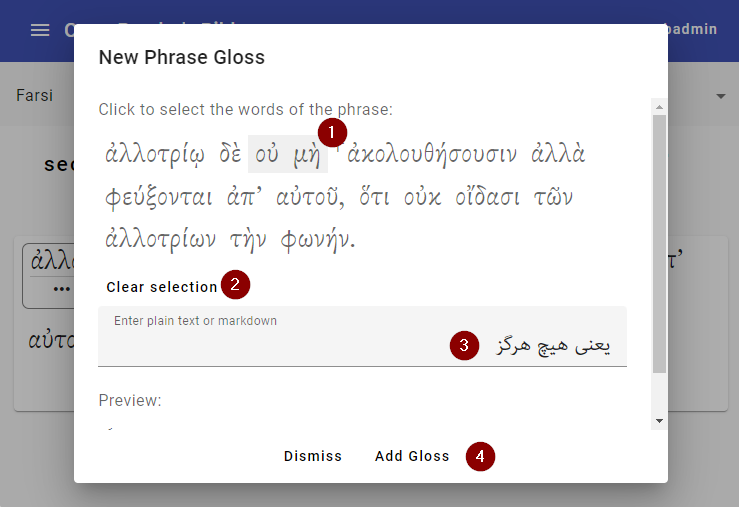 badmin
Farsi
New Phrase Gloss
Click to select the words of the phrase:
1
ἀλλοτρίῳ δὲ οὐ μὴ ⸀ἀκολουθήσουσιν ἀλλὰ
φεύξονται ἀπ’ αὐτοῦ, ὅτι οὐκ οἴδασι τῶν
ἀλλοτρίων τὴν φωνήν.
Clear selection 2
Enter plain text or markdown
یعنی هیچ هرگز 3
Preview:
Dismiss Add Gloss 4